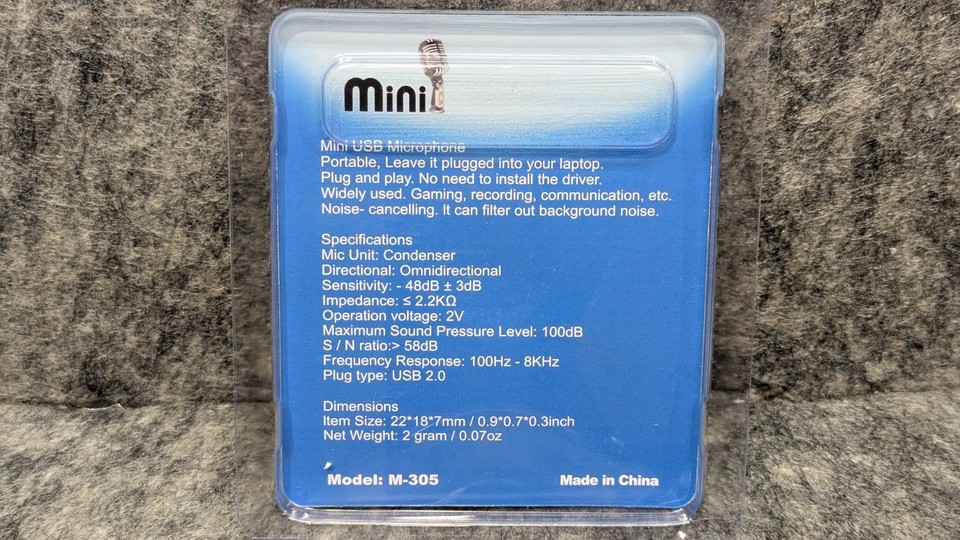 Mini
Mini USB Microphone
Portable, Leave it plugged into your laptop.
Plug and play. No need to install the driver.
Widely used. Gaming, recording, communication, etc.
Noise- cancelling. It can filter out background noise.
Specifications
Mic Unit: Condenser
Directional: Omnidirectional
Sensitivity: - 48dB ± 3dB
Impedance: ≤ 2.2KΩ
Operation voltage: 2V
Maximum Sound Pressure Level: 100dB
S / N ratio:> 58dB
Frequency Response: 100Hz - 8KHz
Plug type: USB 2.0
Dimensions
Item Size: 22*18*7mm / 0.9*0.7*0.3inch
Net Weight: 2 gram / 0.07oz
Model: M-305
Made in China